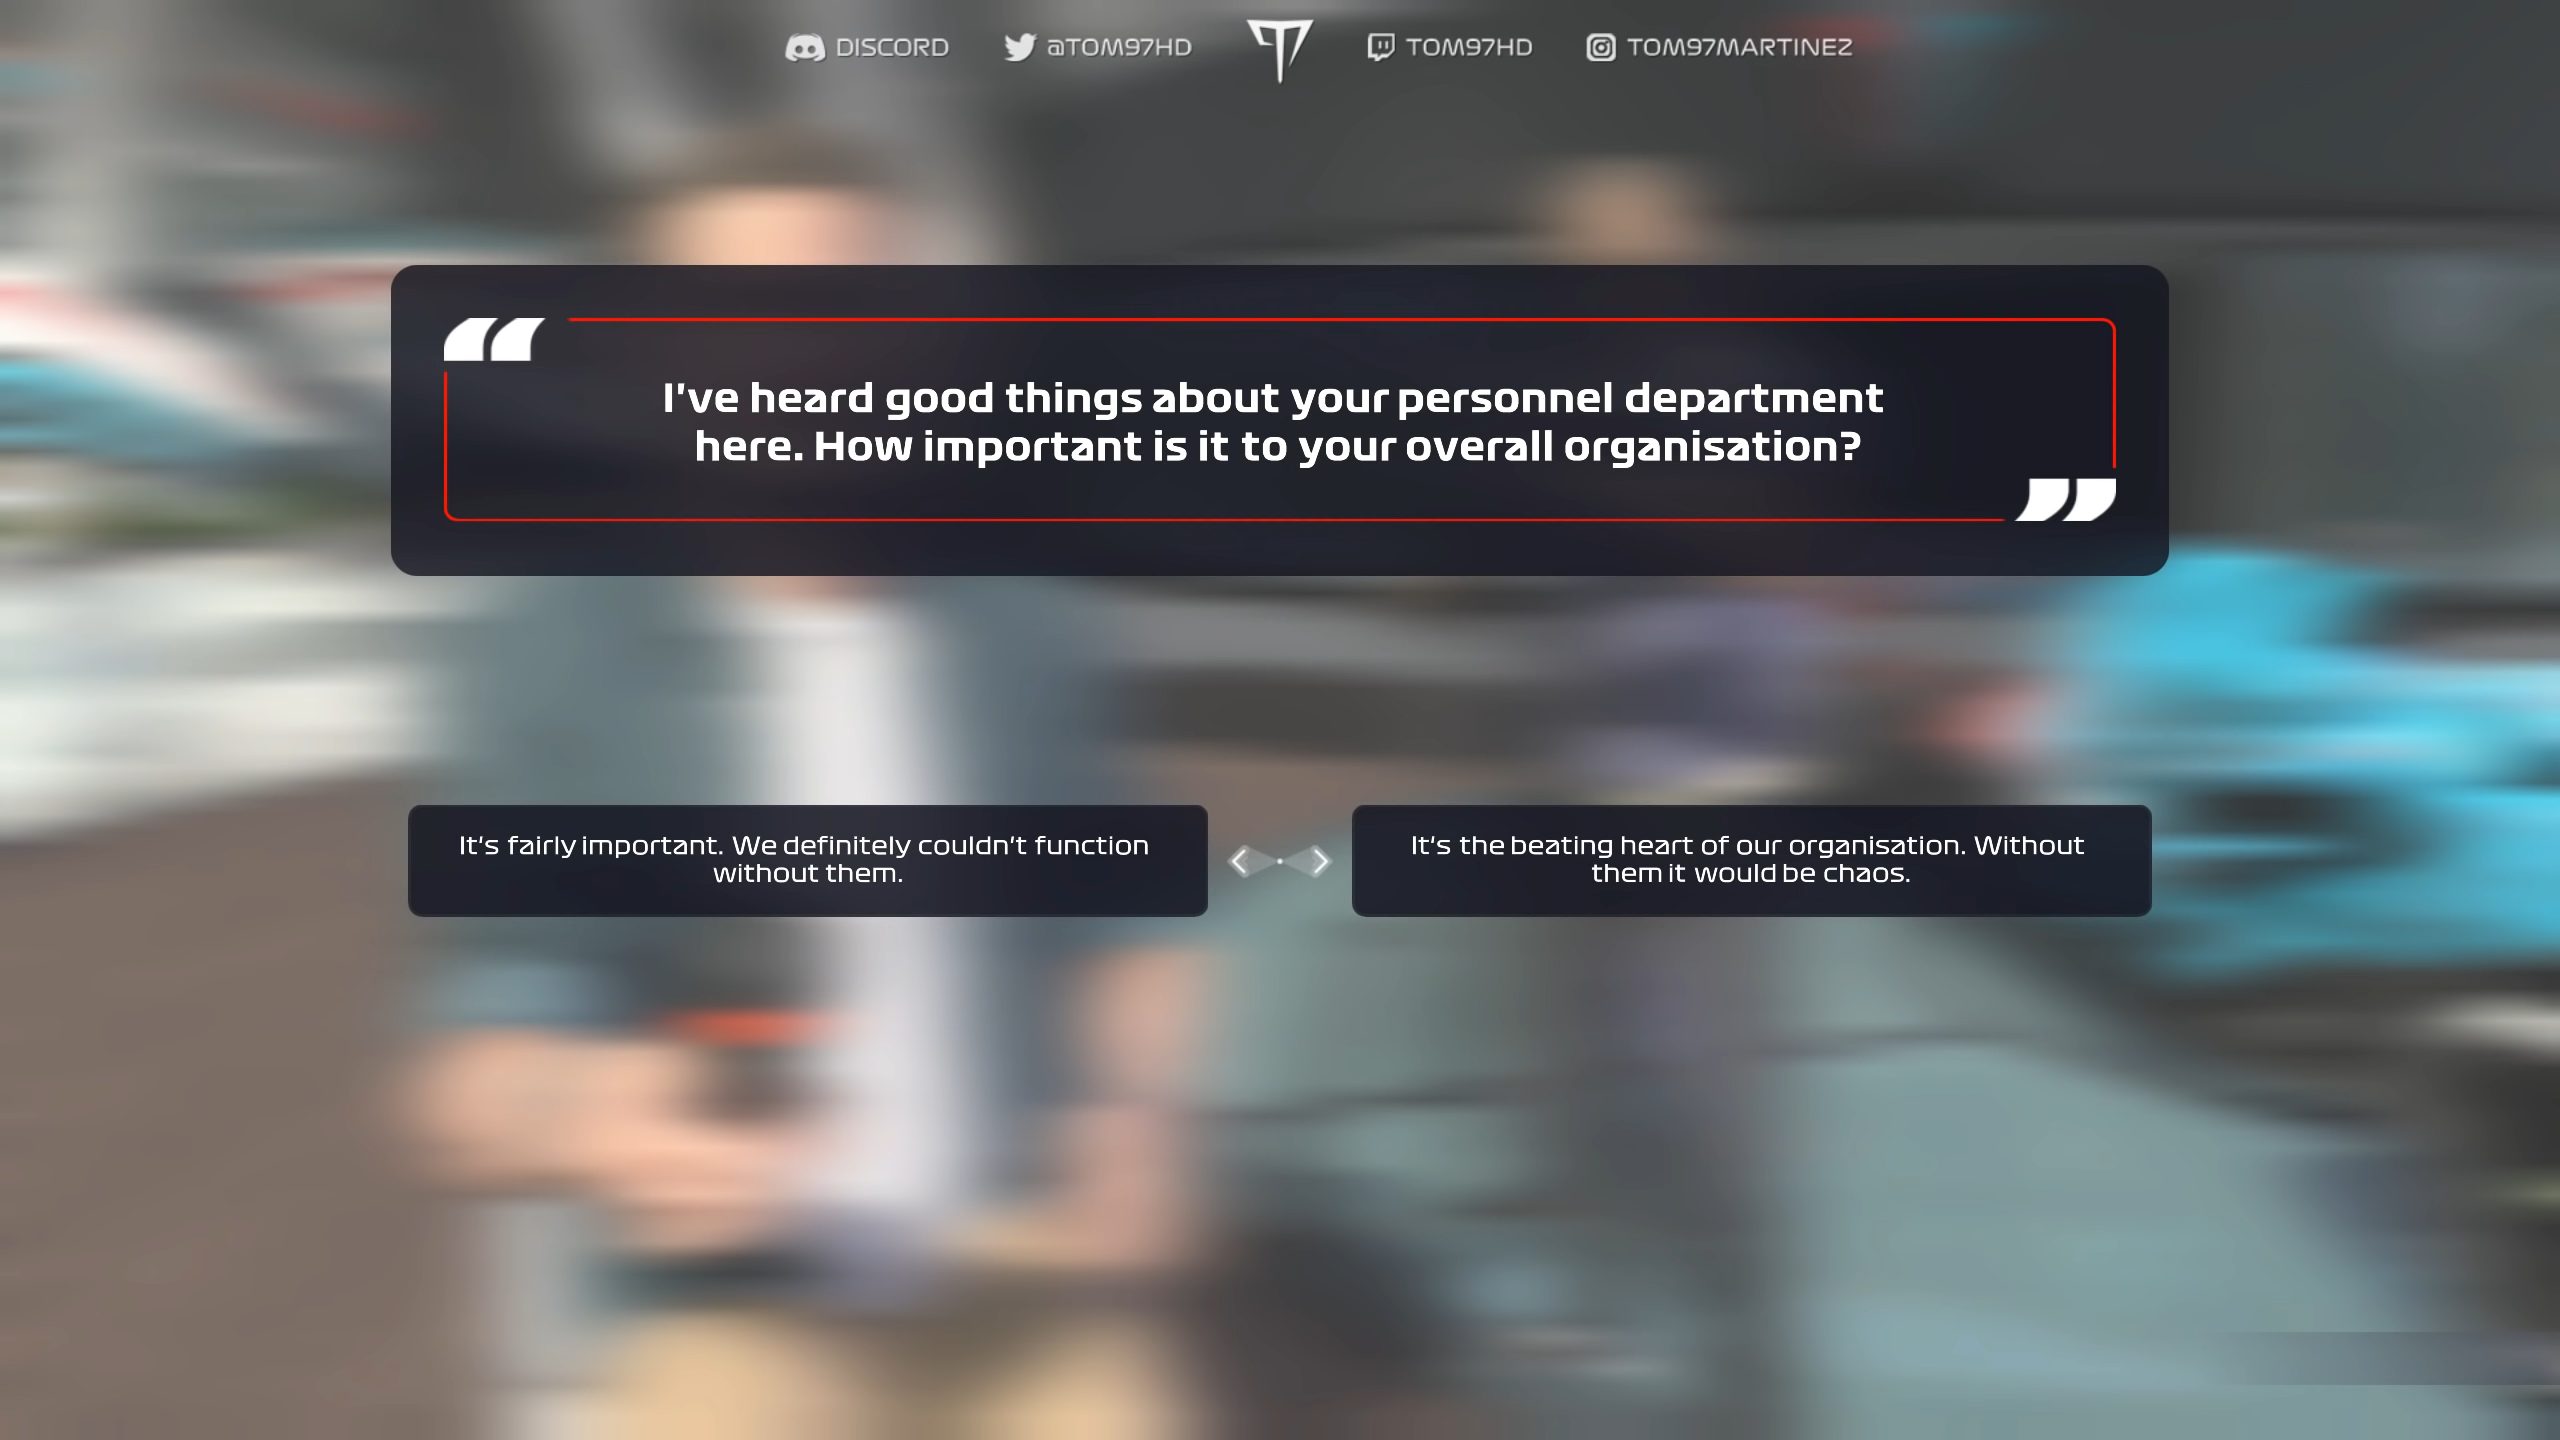 DISCORD @TOM97HD TOM97HD TOM97MARTINEZ
I've heard good things about your personnel department
here. How important is it to your overall organisation?
It's fairly important. We definitely couldn't function
without them.
It's the beating heart of our organisation. Without
them it would be chaos.